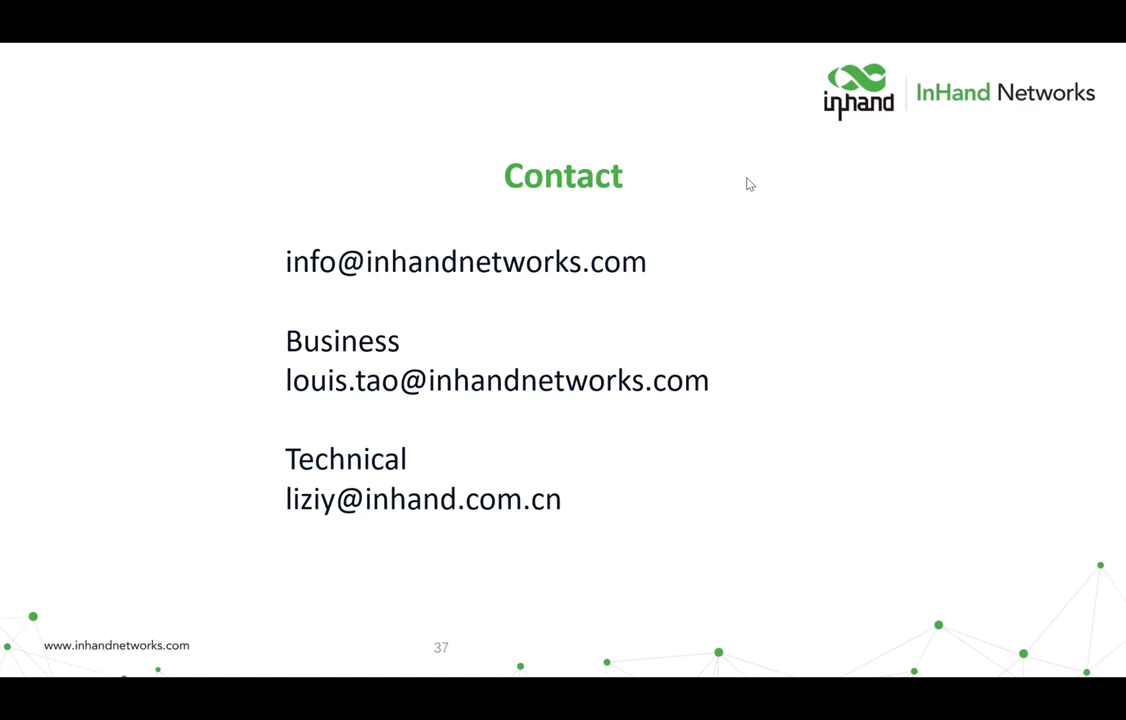 inhand
InHand Networks
Contact
info@inhandnetworks.com
Business
louis.tao@inhandnetworks.com
Technical
liziy@inhand.com.cn
www.inhandnetworks.com
37